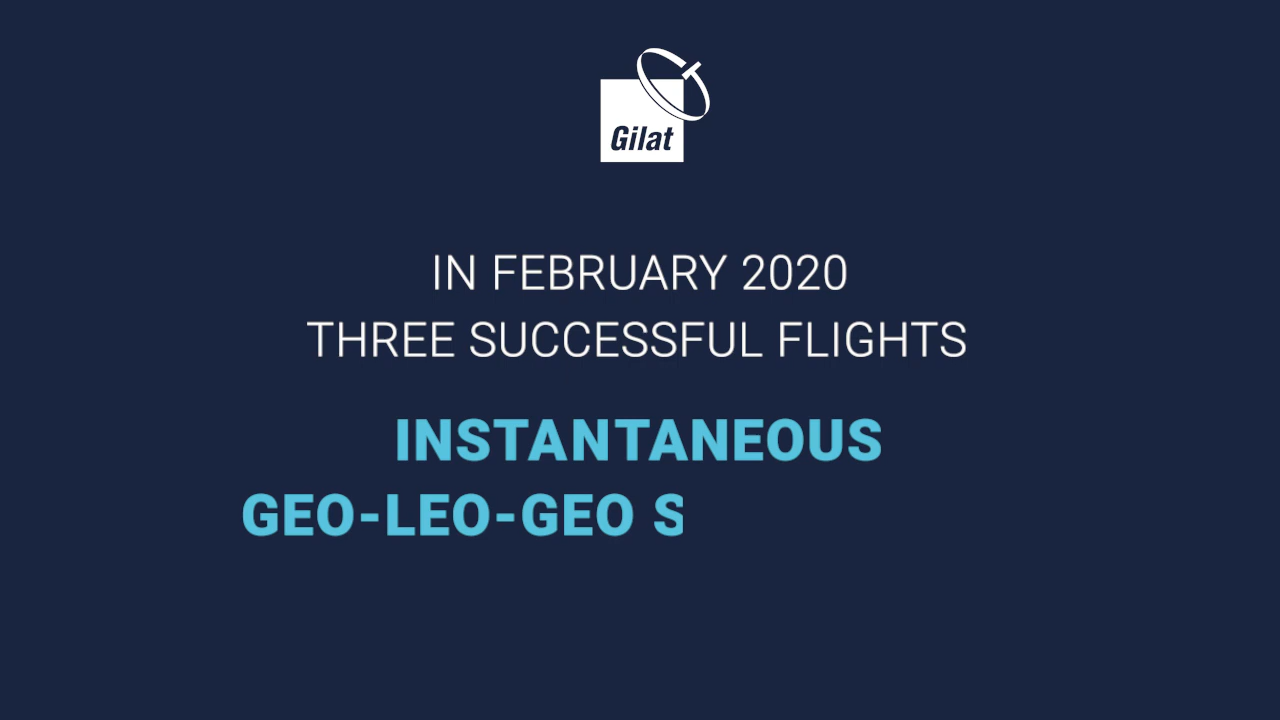 Gilat
IN FEBRUARY 2020
THREE SUCCESSFUL FLIGHTS
INSTANTANEOUS
GEO-LEO-GEO S